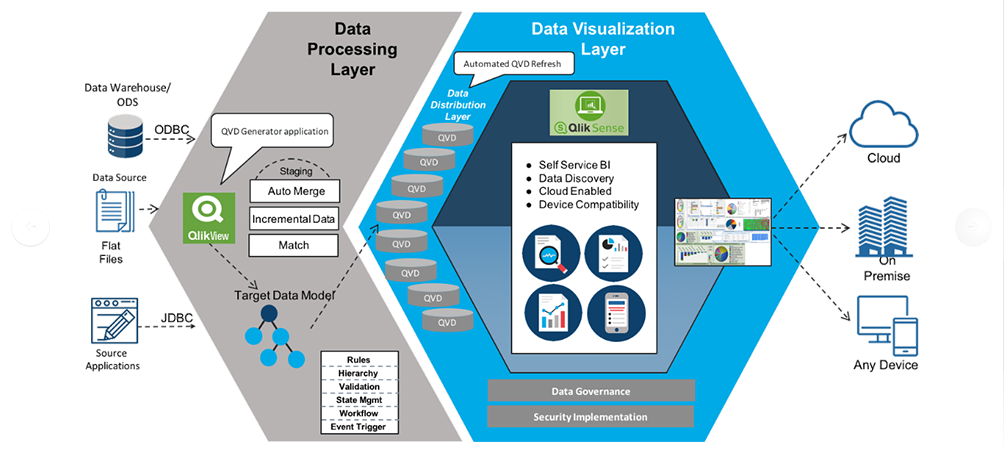 Data
Processing
Layer
Data Visualization
Layer
Automated QVD Refresh
Data Warehouse/
ODS
ODBC
QVD Generator application
Data
Distribution
Layer
QVD
QVD
QVD
QVD
QVD
QVD
QVD
QVD
Qlik Sense
Data Source
Flat
Files
QlikView
Staging
Auto Merge
Incremental Data
Match
Self Service BI
Data Discovery
Cloud Enabled
Device Compatibility
Cloud
On
Premise
Target Data Model
JDBC
Source
Applications
Rules
Hierarchy
Validation
State Mgmt
Workflow
Event Trigger
Data Governance
Security Implementation
Any Device